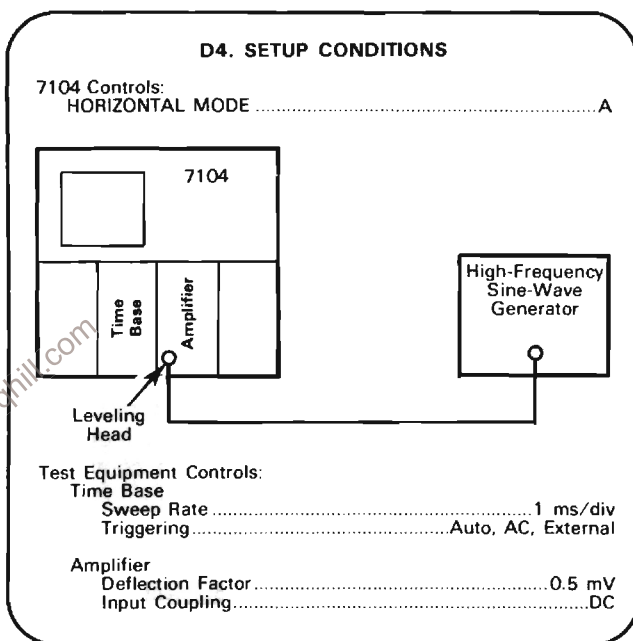 D4. SETUP CONDITIONS
7104 Controls:
HORIZONTAL MODE ........................................................ A
7104
Time
Base
Amplifier
High-Frequency
Sine-Wave
Generator
Leveling
Head
Test Equipment Controls:
Time Base
Sweep Rate ..................................................... 1 ms/div
Triggering .......................................... Auto, AC, External
Amplifier
Deflection Factor ..................................................... 0.5 mV
Input Coupling ......................................................... DC